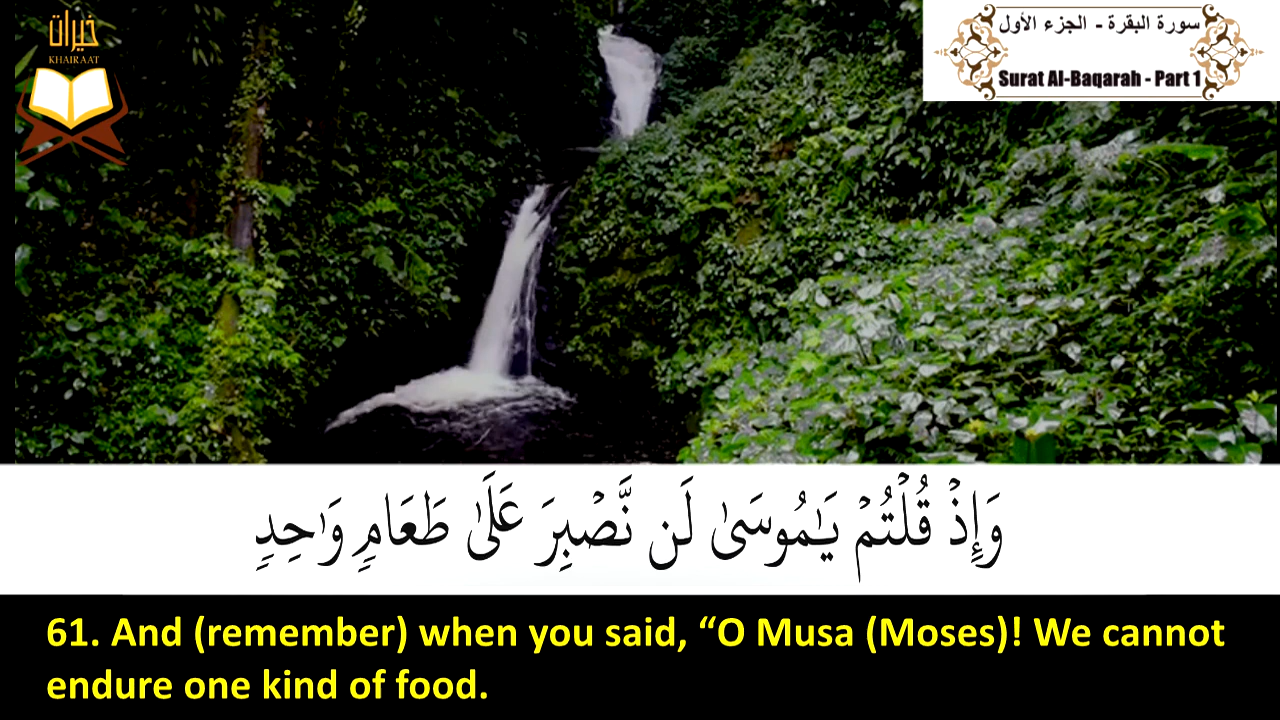 خيرات
KHAIRAAT
سورة البقرة - الجزء الأول
Surat Al-Baqarah - Part 1
وَإِذْ قُلْتُمْ يَـٰمُوسَىٰ لَن نَّصْبِرَ عَلَىٰ طَعَامٍ وَٰحِدٍ
61. And (remember) when you said, “O Musa (Moses)! We cannot
endure one kind of food.